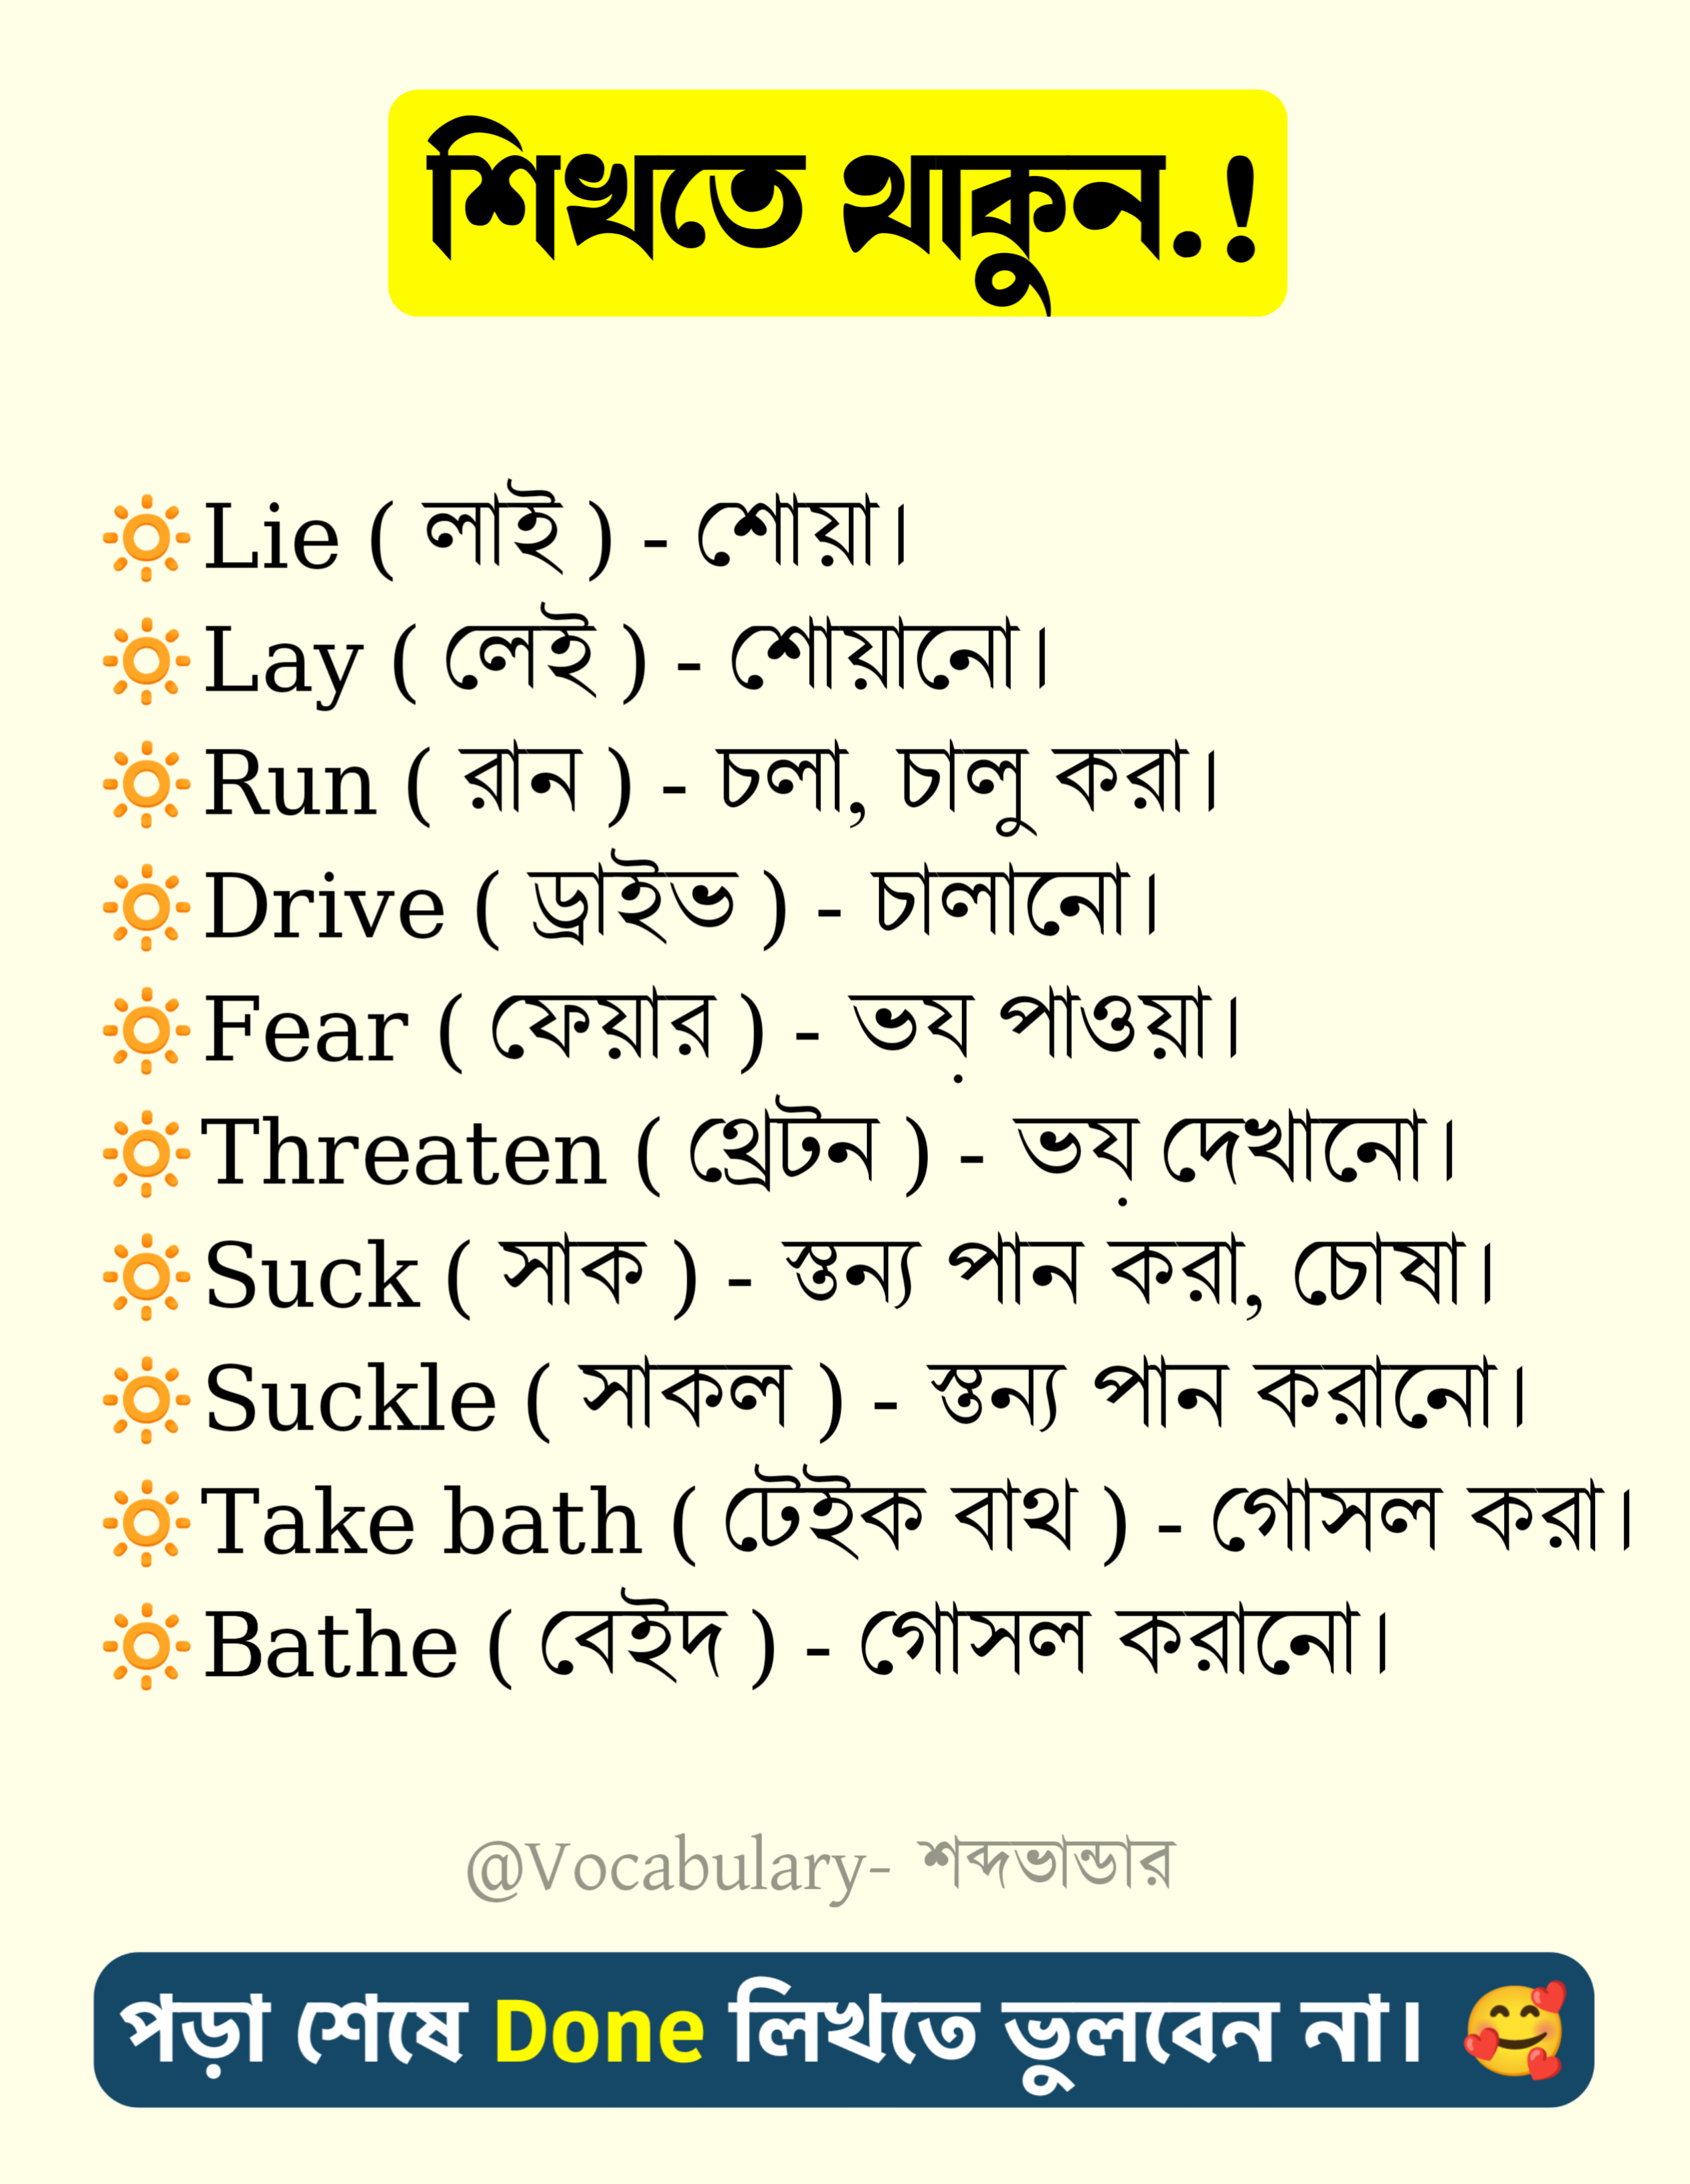 শিখতে থাকুন.!
🔆Lie ( লাই ) - শোয়া।
🔆Lay ( লেই ) - শোয়ানো।
🔆Run ( রান ) - চলা, চালু করা।
🔆Drive ( ড্রাইভ ) - চালানো।
🔆Fear ( ফেয়ার ) - ভয় পাওয়া।
🔆Threaten ( থ্রেটন ) - ভয় দেখানো।
🔆Suck ( সাক ) - স্তন্য পান করা, চোষা।
🔆Suckle ( সাকল ) - স্তন্য পান করানো।
🔆Take bath ( টেইক বাথ ) - গোসল করা।
🔆Bathe ( বেইদ ) - গোসল করানো।
@Vocabulary- শব্দভান্ডার
পড়া শেষে Done লিখতে ভুলবেন না। 🥰